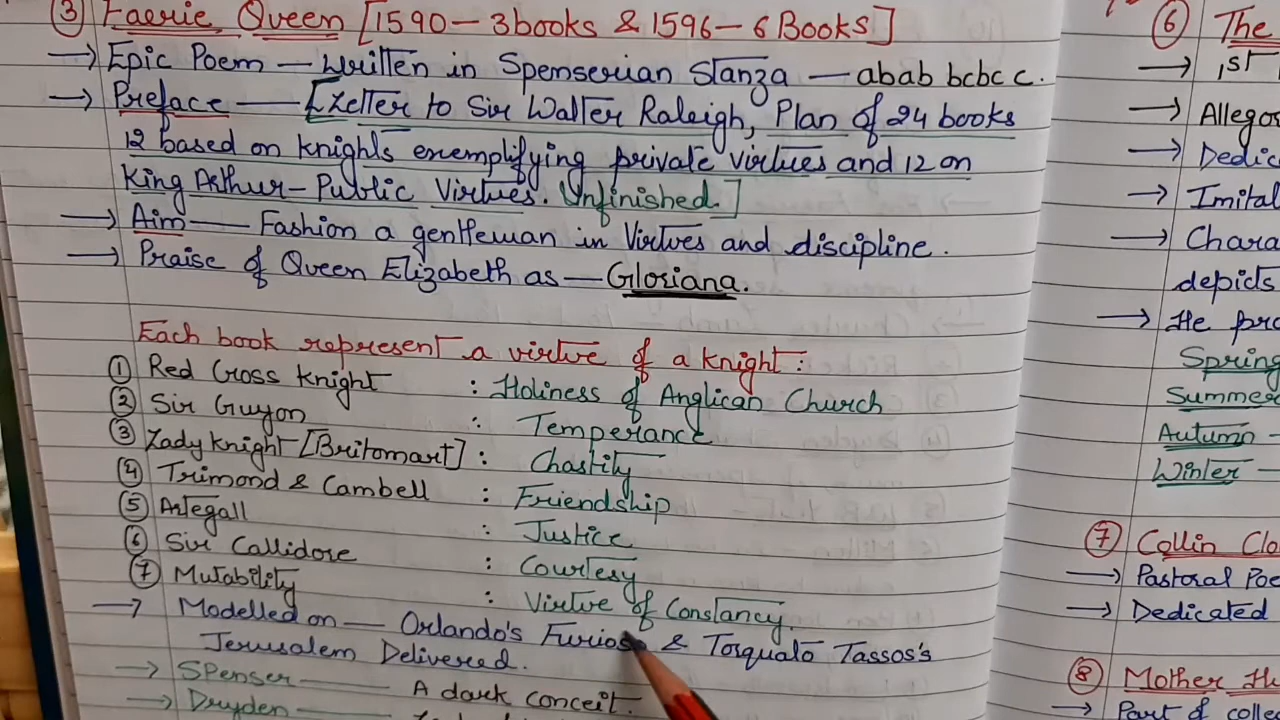 ③ Faerie Queen [1590 – 3 books & 1596 – 6 Books]
→ Epic Poem — Written in Spenserian Stanza — abab bcbc c.
→ Preface — [Letter to Sir Walter Raleigh, Plan of 24 books
12 based on knights exemplifying private virtues and 12 on
King Arthur – Public Virtues. Unfinished.]
→ Aim — Fashion a gentleman in Virtues and discipline.
→ Praise of Queen Elizabeth as — Gloriana.
Each book represent a virtue of a knight:
① Red Cross Knight : Holiness of Anglican Church
② Sir Guyon : Temperance
③ Lady Knight [Britomart] : Chastity
④ Trimond & Cambell : Friendship
⑤ Artegall : Justice
⑥ Sir Callidore : Courtesy
⑦ Mutability : Virtue of Constancy.
→ Modelled on — Orlando's Furioso & Torquato Tassos's
Jerusalem Delivered.
→ Spenser — A dark conceit.
→ Dryden —
⑥ The
→ 1st
→ Allego
→ Dedic
→ Imita
→ Chara
depicts
→ He pro
Spring
Summer
Autumn –
Winter –
⑦ Collin Clo
→ Pastoral Poe
→ Dedicated
⑧ Mother Hu
→ Part of colle